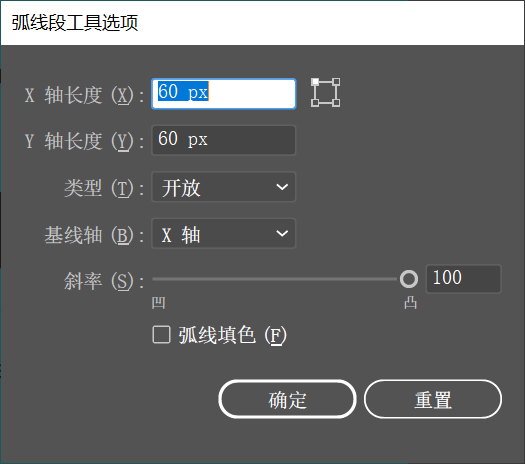 弧线段工具选项
X 轴长度 (X): 60 px
Y 轴长度 (Y): 60 px
类型 (T): 开放
基线轴 (B): X 轴
斜率 (S): 100
凹 凸
弧线填色 (F)
确定 重置